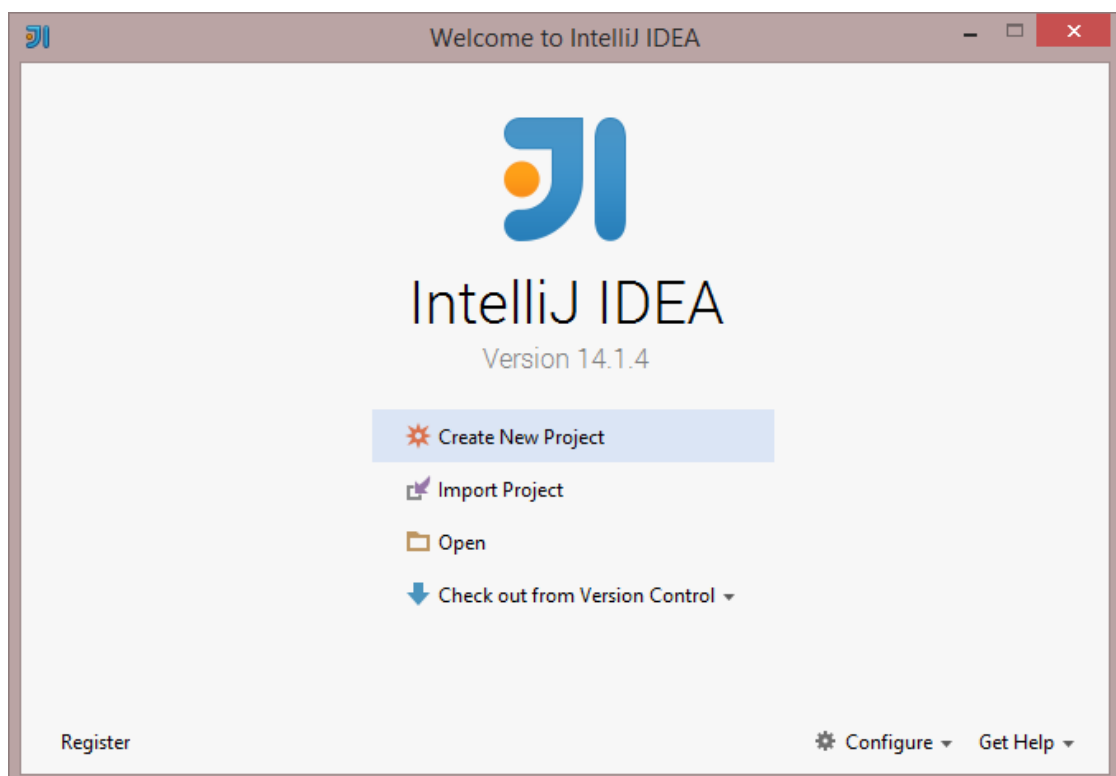 Welcome to IntelliJ IDEA
IntelliJ IDEA
Version 14.1.4
Create New Project
Import Project
Open
Check out from Version Control
Register
Configure
Get Help